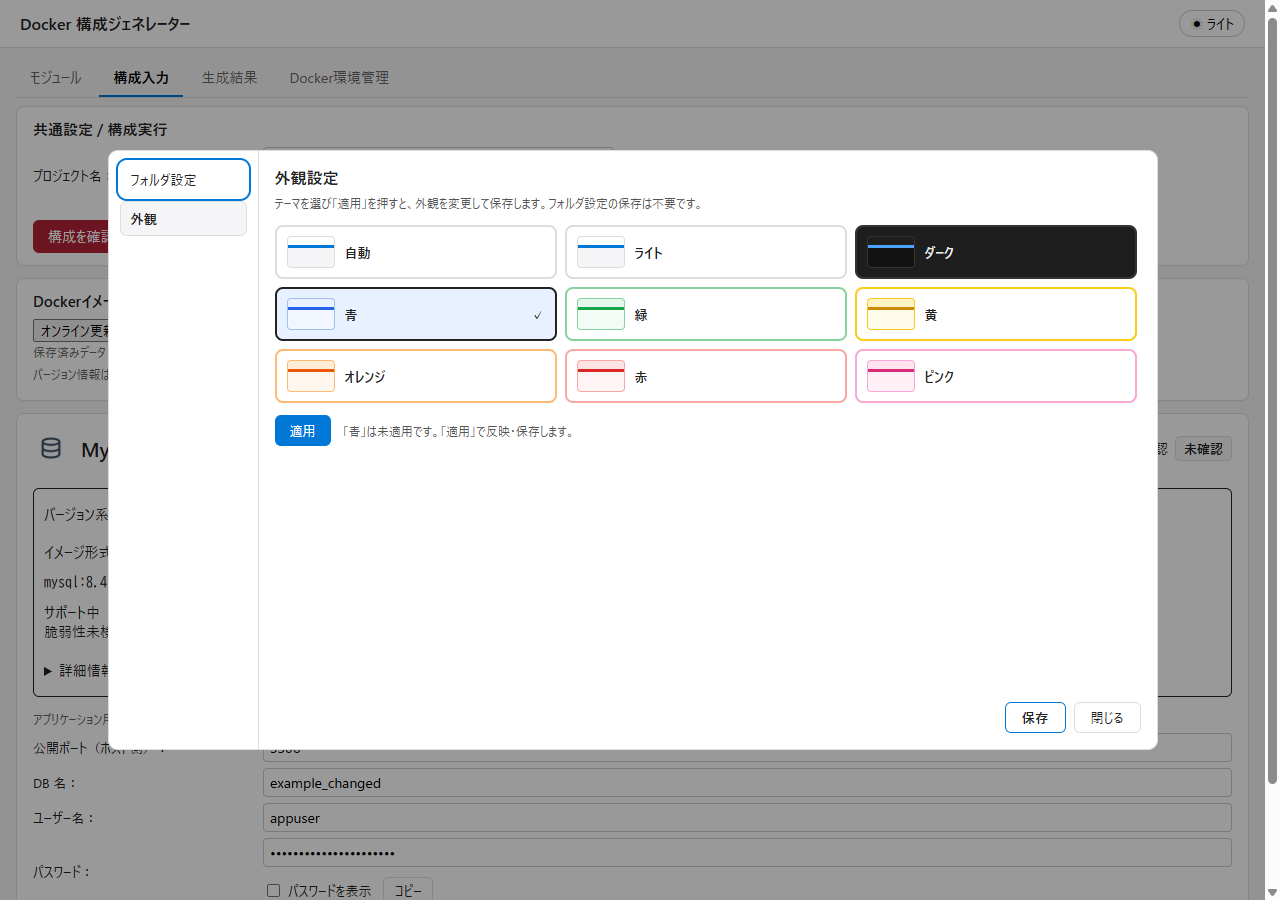 Docker 構成ジェネレーター
ライト
モジュール
構成入力
生成結果
Docker環境管理
共通設定 / 構成実行
プロジェクト名：
構成を確認
フォルダ設定
外観
外観設定
テーマを選び「適用」を押すと、外観を変更して保存します。フォルダ設定の保存は不要です。
自動
ライト
ダーク
青
✓
緑
黄
オレンジ
赤
ピンク
適用
「青」は未適用です。「適用」で反映・保存します。
保存
閉じる
Dockerイメー
オンライン更新
保存済みデータ
バージョン情報は
My
認
未確認
バージョン系
イメージ形式
mysql:8.4
サポート中
脆弱性未検
▶ 詳細情報
アプリケーション用
公開ポート（ホスト側）：
DB 名：
example_changed
ユーザー名：
appuser
パスワード：
••••••••••••••••••••••
パスワードを表示
コピー